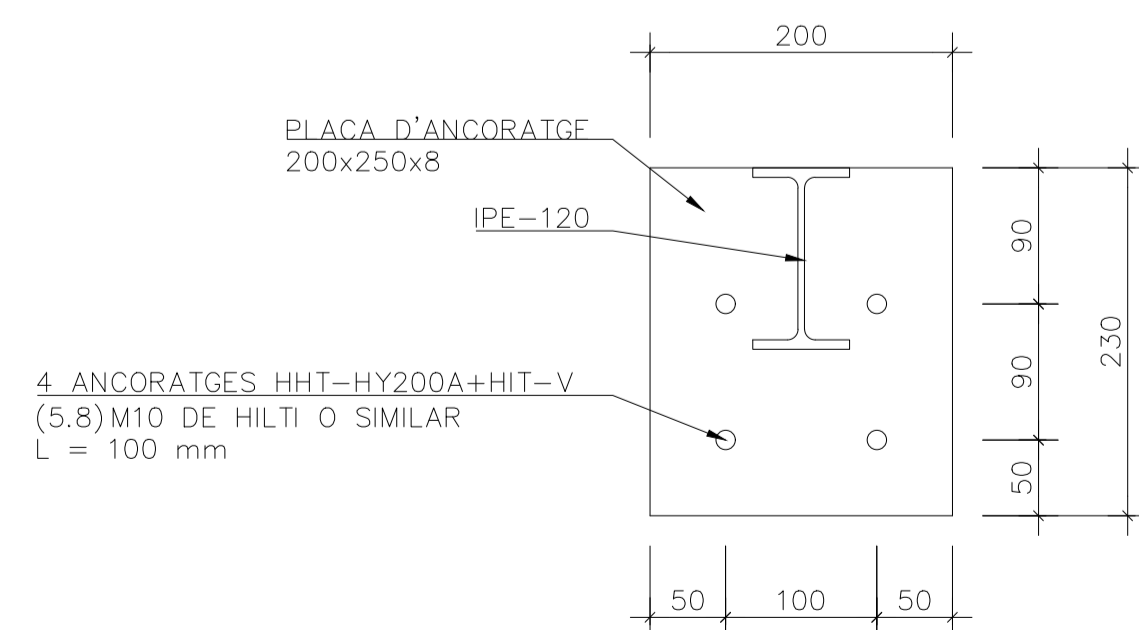 200
PLACA D'ANCORATGE
200x250x8
IPE-120
90
90
230
4 ANCORATGES HHT-HY200A+HIT-V
(5.8)M10 DE HILTI O SIMILAR
L = 100 mm
50
50
100
50